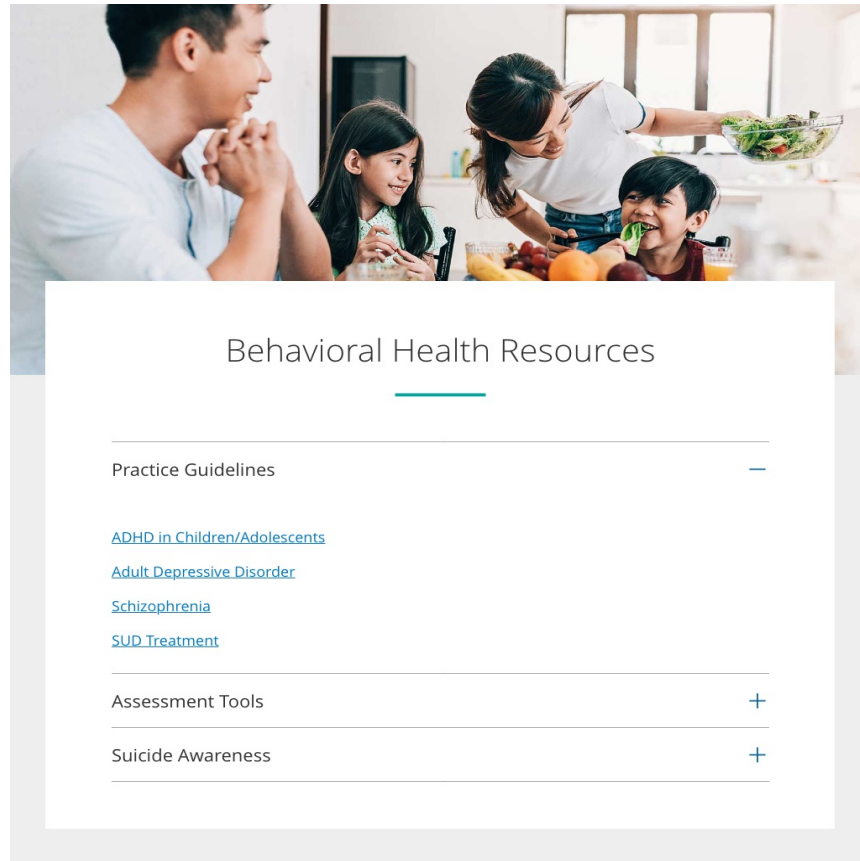 Behavioral Health Resources
Practice Guidelines
ADHD in Children/Adolescents
Adult Depressive Disorder
Schizophrenia
SUD Treatment
Assessment Tools
Suicide Awareness